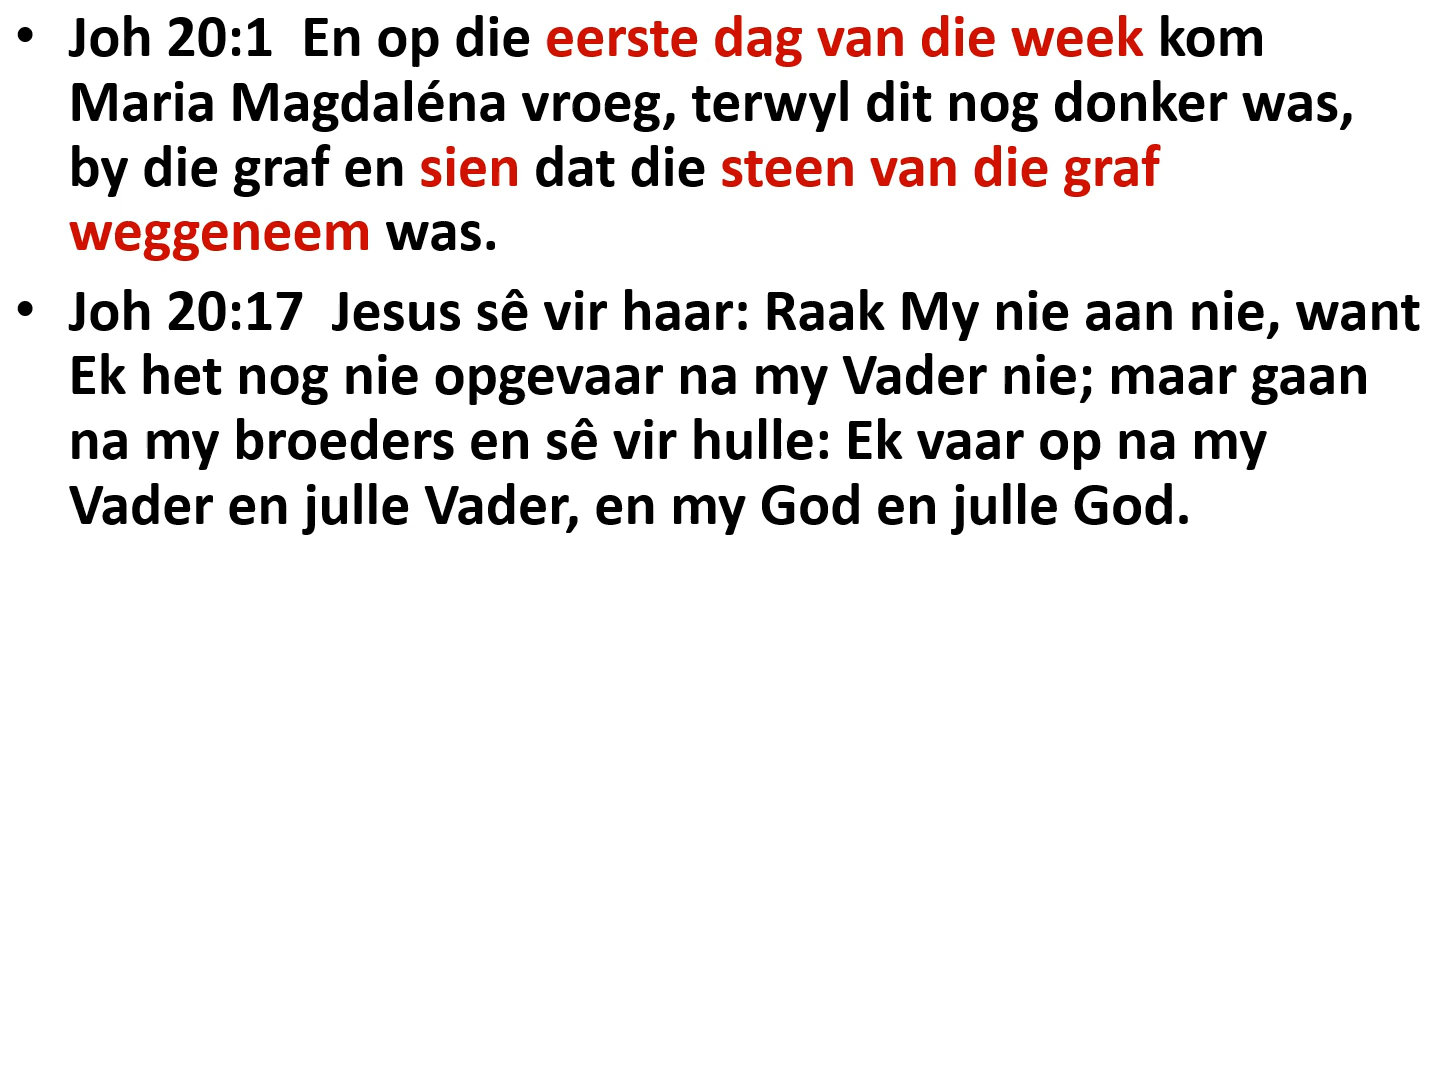 • Joh 20:1  En op die eerste dag van die week kom
Maria Magdaléna vroeg, terwyl dit nog donker was,
by die graf en sien dat die steen van die graf
weggeneem was.
• Joh 20:17  Jesus sê vir haar: Raak My nie aan nie, want
Ek het nog nie opgevaar na my Vader nie; maar gaan
na my broeders en sê vir hulle: Ek vaar op na my
Vader en julle Vader, en my God en julle God.